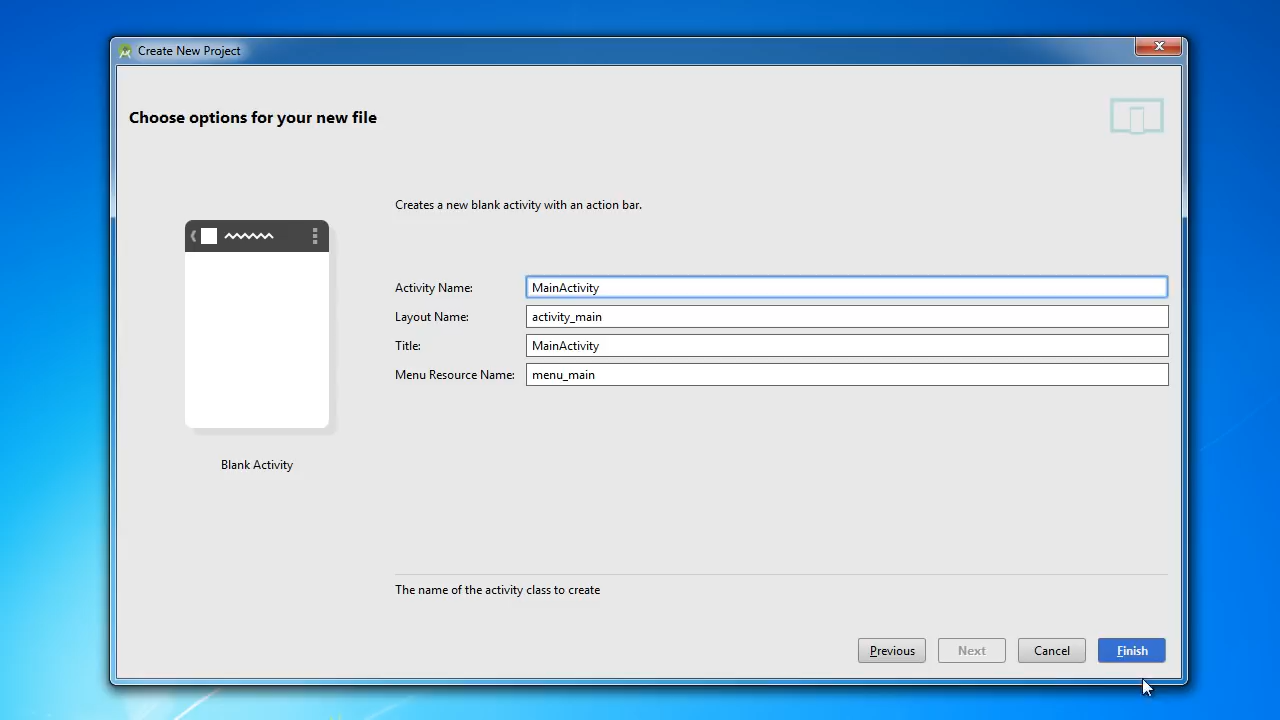 Create New Project
Choose options for your new file
Creates a new blank activity with an action bar.
Activity Name: MainActivity
Layout Name: activity_main
Title: MainActivity
Menu Resource Name: menu_main
Blank Activity
The name of the activity class to create
Previous Next Cancel Finish